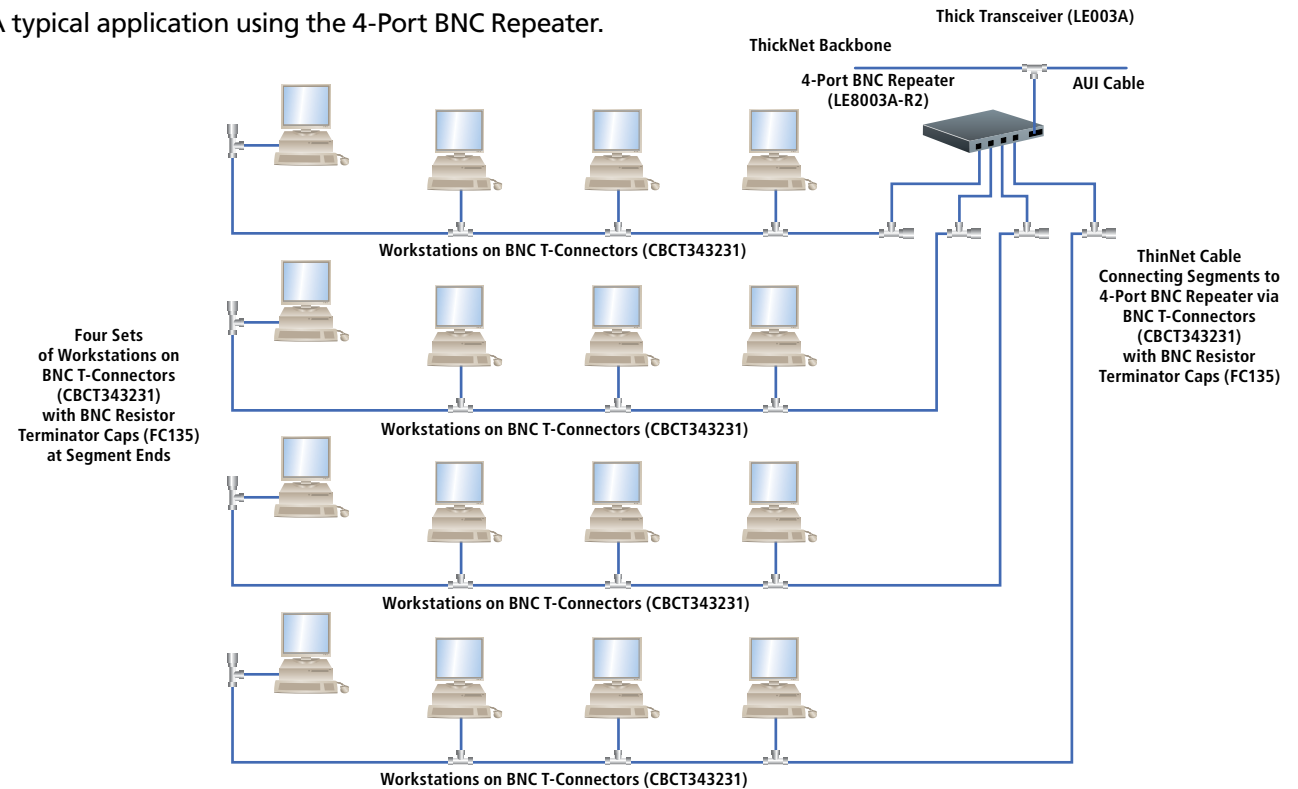 typical application using the 4-Port BNC Repeater.
Thick Transceiver (LE003A)
ThickNet Backbone
4-Port BNC Repeater
(LE8003A-R2)
AUI Cable
Workstations on BNC T-Connectors (CBCT343231)
ThinNet Cable
Connecting Segments to
4-Port BNC Repeater via
BNC T-Connectors
(CBCT343231)
with BNC Resistor
Terminator Caps (FC135)
Four Sets
of Workstations on
BNC T-Connectors
(CBCT343231)
with BNC Resistor
Terminator Caps (FC135)
at Segment Ends
Workstations on BNC T-Connectors (CBCT343231)
Workstations on BNC T-Connectors (CBCT343231)
Workstations on BNC T-Connectors (CBCT343231)